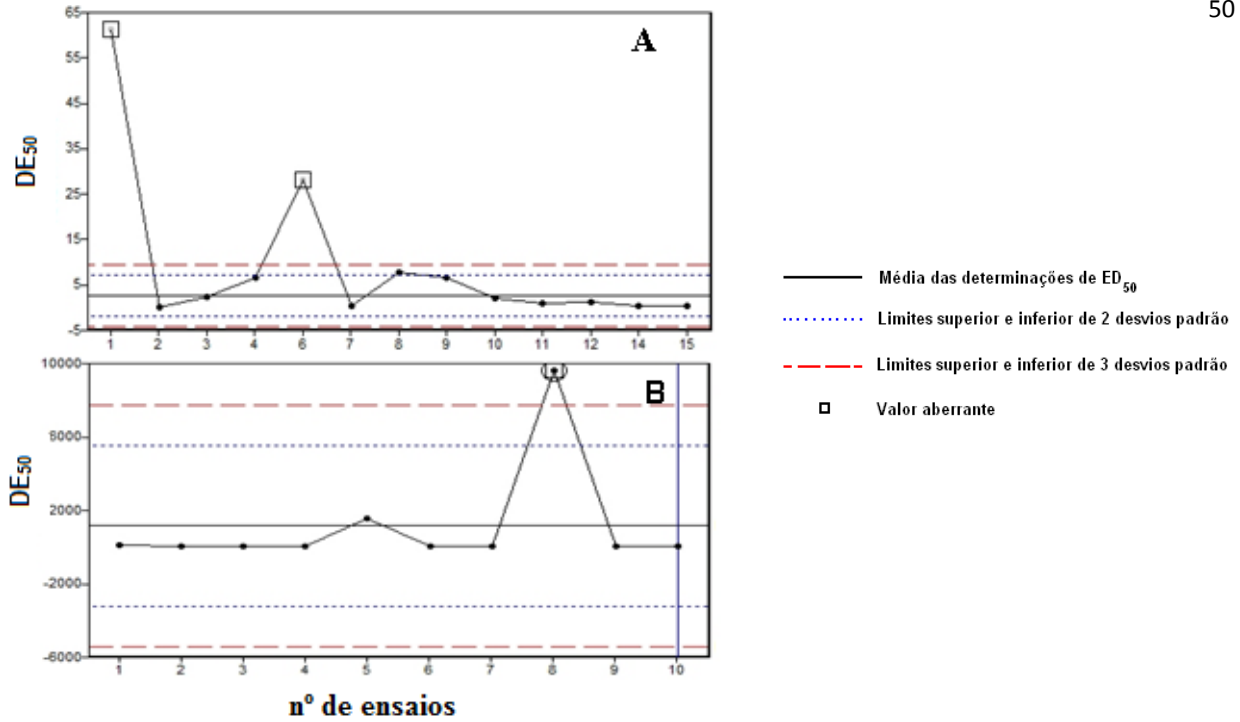 50
65
55
45
35
25
15
5
-5
A
DE50
1 2 3 4 6 7 8 9 10 11 12 14 15
10000
6000
2000
-2000
-6000
B
DE50
1 2 3 4 5 6 7 8 9 10
nº de ensaios
Média das determinações de ED50
Limites superior e inferior de 2 desvios padrão
Limites superior e inferior de 3 desvios padrão
Valor aberrante